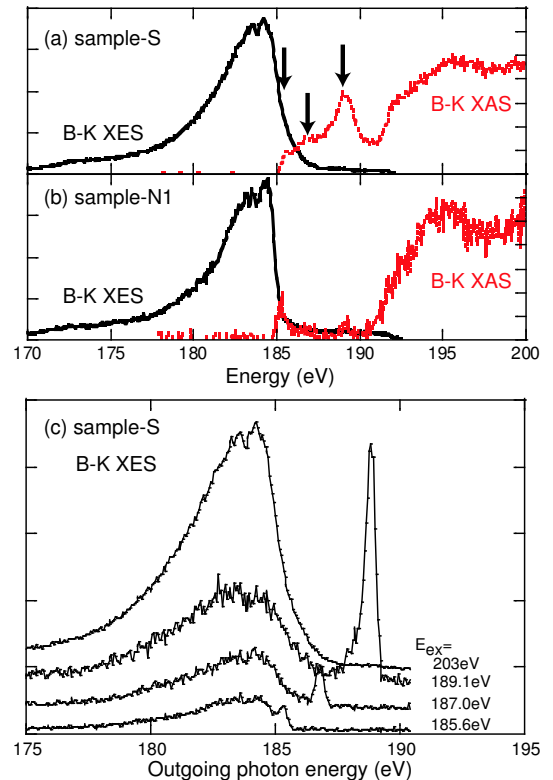 (a) sample-S
B-K XES
B-K XAS
(b) sample-N1
B-K XES
B-K XAS
170 175 180 185 190 195 200
Energy (eV)
(c) sample-S
B-K XES
E_ex=
203eV
189.1eV
187.0eV
185.6eV
175 180 185 190 195
Outgoing photon energy (eV)